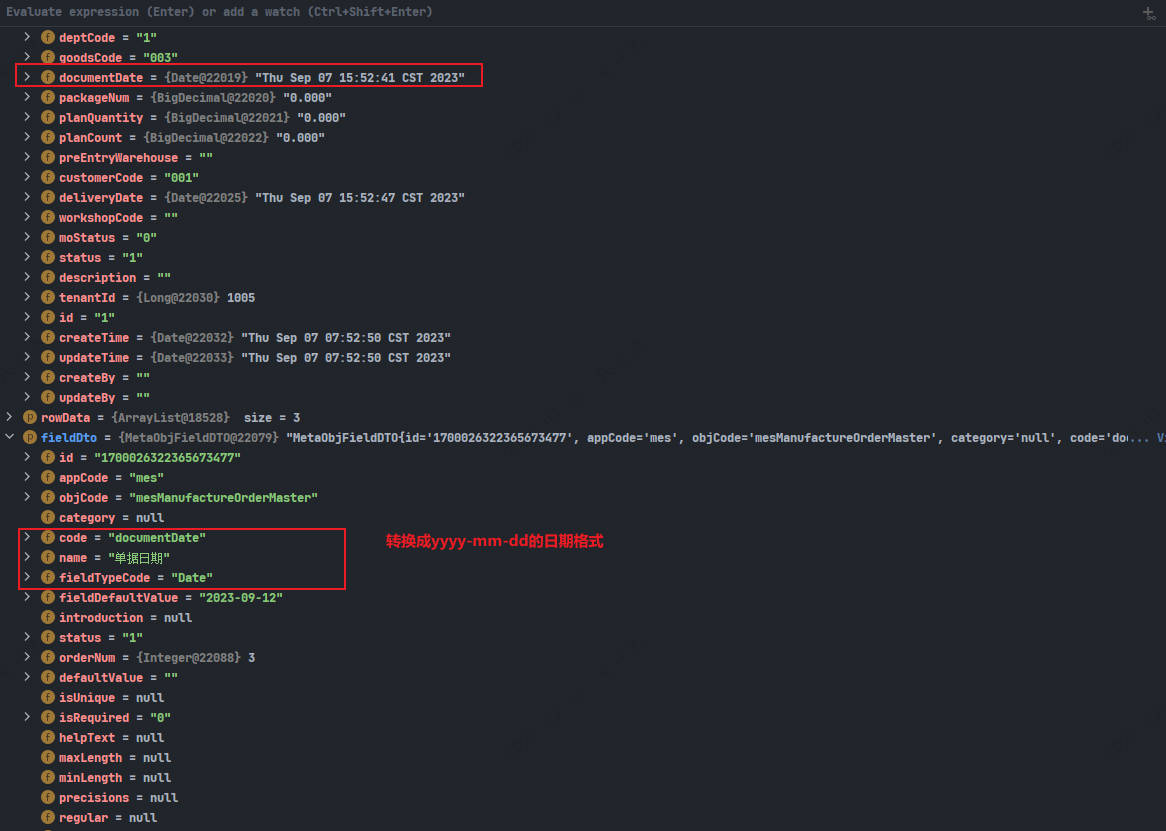 Evaluate expression (Enter) or add a watch (Ctrl+Shift+Enter)
deptCode = "1"
goodsCode = "003"
documentDate = {Date@22019} "Thu Sep 07 15:52:41 CST 2023"
packageNum = {BigDecimal@22020} "0.000"
planQuantity = {BigDecimal@22021} "0.000"
planCount = {BigDecimal@22022} "0.000"
preEntryWarehouse = ""
customerCode = "001"
deliveryDate = {Date@22025} "Thu Sep 07 15:52:47 CST 2023"
workshopCode = ""
moStatus = "0"
status = "1"
description = ""
tenantId = {Long@22030} 1005
id = "1"
createTime = {Date@22032} "Thu Sep 07 07:52:50 CST 2023"
updateTime = {Date@22033} "Thu Sep 07 07:52:50 CST 2023"
createBy = ""
updateBy = ""
rowData = {ArrayList@18528} size = 3
fieldDto = {MetaObjFieldDTO@22079} "MetaObjFieldDTO{id='1700026322365673477', appCode='mes', objCode='mesManufactureOrderMaster', category='null', code='do... Vi
id = "1700026322365673477"
appCode = "mes"
objCode = "mesManufactureOrderMaster"
category = null
code = "documentDate"
转换成yyyy-mm-dd的日期格式
name = "单据日期"
fieldTypeCode = "Date"
fieldDefaultValue = "2023-09-12"
introduction = null
status = "1"
orderNum = {Integer@22088} 3
defaultValue = ""
isUnique = null
isRequired = "0"
helpText = null
maxLength = null
minLength = null
precisions = null
regular = null